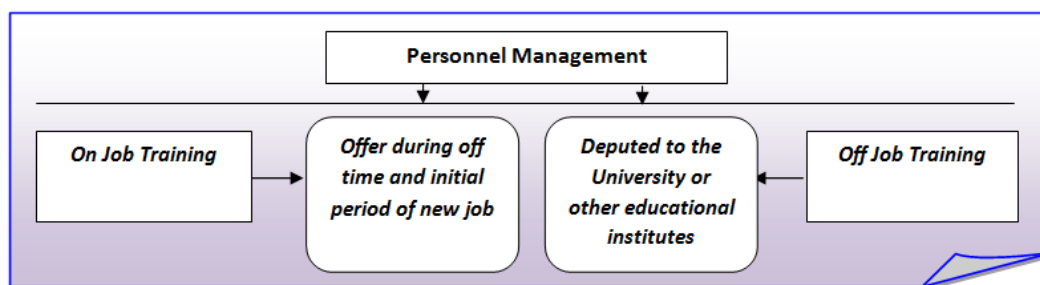 Personnel Management
On Job Training
Offer during off
time and initial
period of new job
Deputed to the
University or
other educational
institutes
Off Job Training